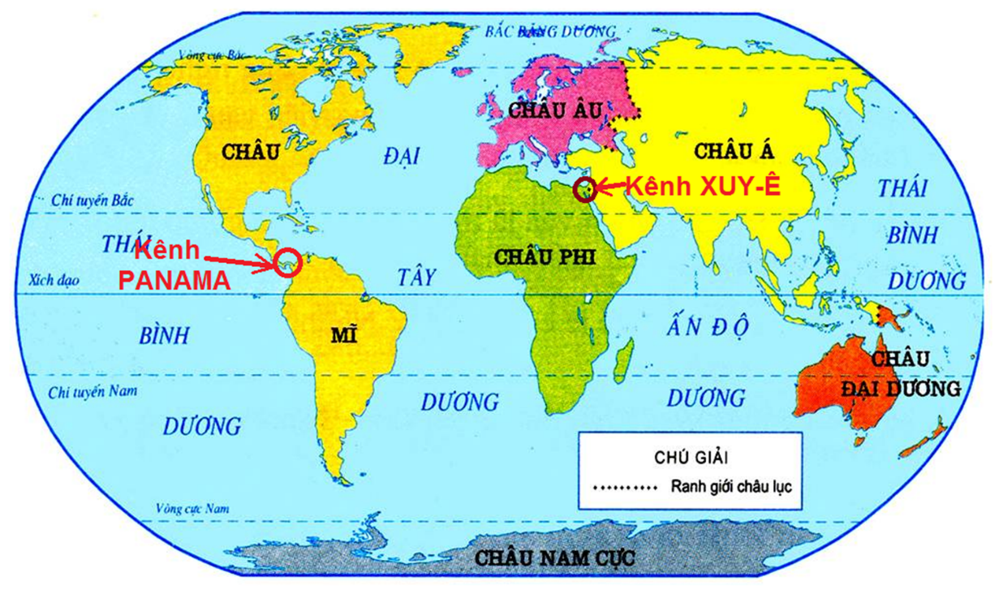 BẮC BĂNG DƯƠNG
Vòng cực Bắc
CHÂU ÂU
CHÂU
ĐẠI
CHÂU Á
Kênh XUY-Ê
THÁI
Chí tuyến Bắc
THÁI
Kênh
PANAMA
BÌNH
CHÂU PHI
TÂY
DƯƠNG
Xích đạo
BÌNH
MĨ
ẤN ĐỘ
CHÂU
ĐẠI DƯƠNG
Chí tuyến Nam
DƯƠNG
DƯƠNG
DƯƠNG
CHÚ GIẢI
Ranh giới châu lục
Vòng cực Nam
CHÂU NAM CỰC